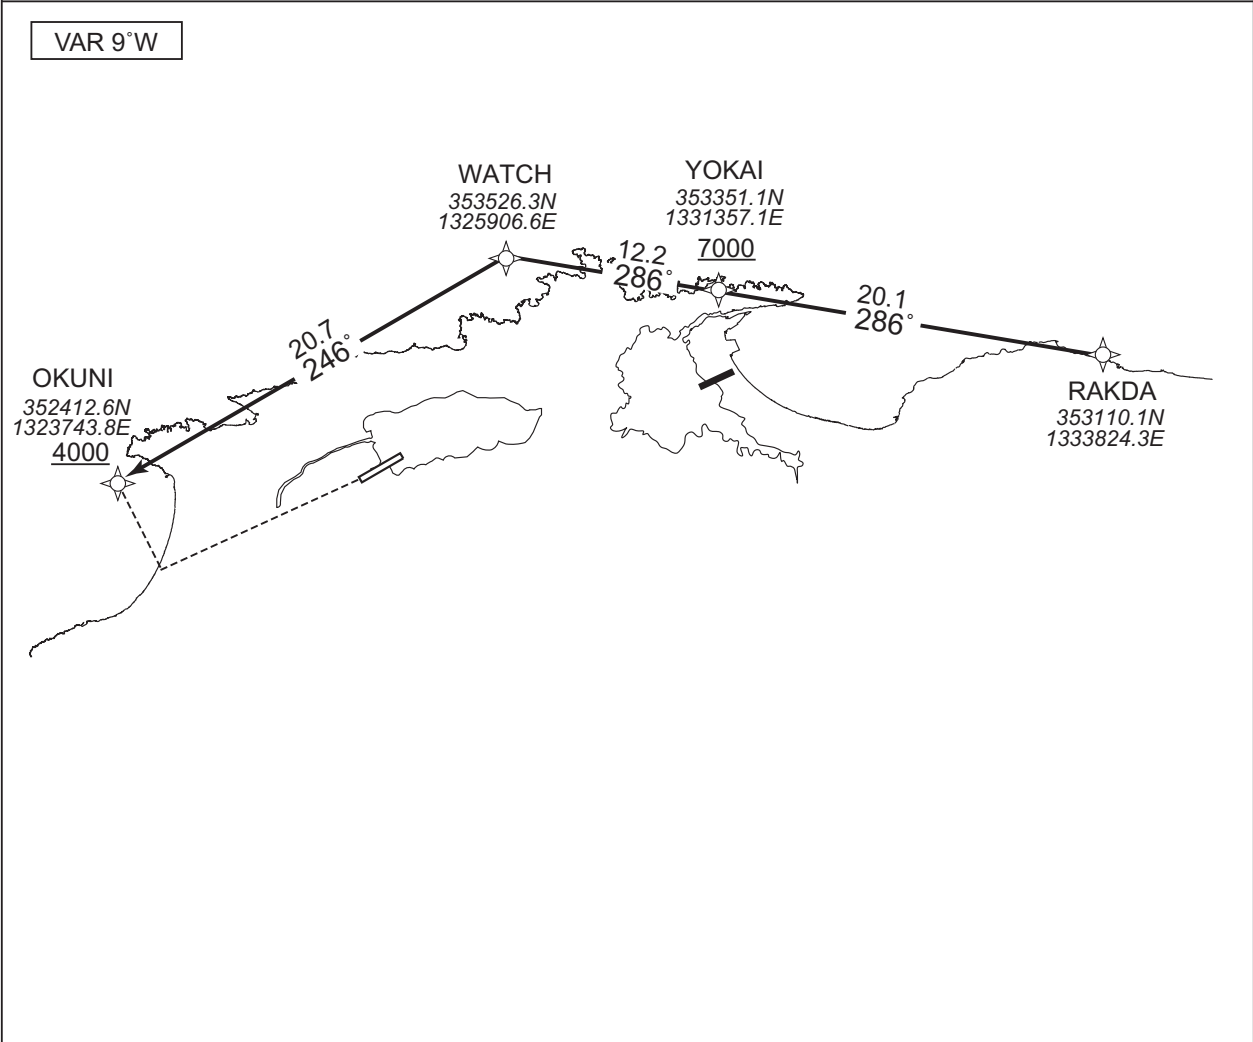 VAR 9˚W
WATCH
353526.3N
1325906.6E
YOKAI
353351.1N
1331357.1E
7000
12.2
286˚
20.1
286˚
20.7
246˚
OKUNI
352412.6N
1323743.8E
4000
RAKDA
353110.1N
1333824.3E